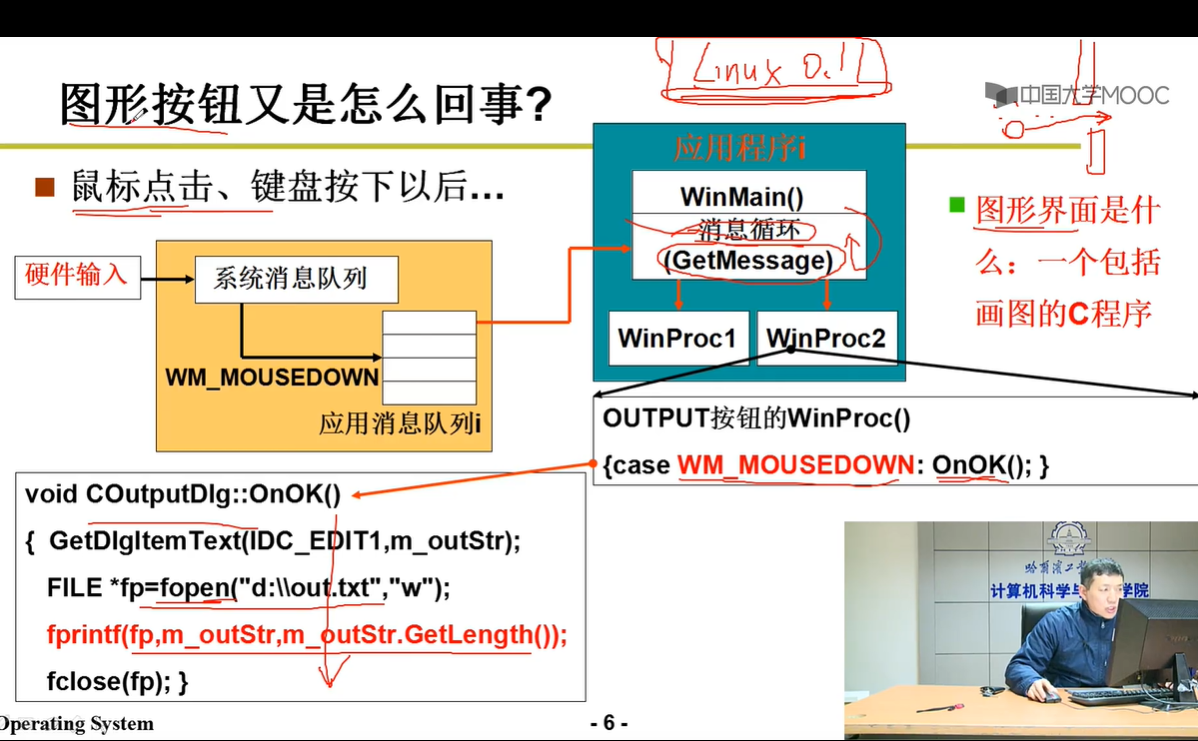 Linux 0.11
中国大学MOOC
图形按钮又是怎么回事?
鼠标点击、键盘按下以后...
硬件输入
系统消息队列
WM_MOUSEDOWN
应用消息队列i
应用程序i
WinMain()
消息循环
(GetMessage)
WinProc1
WinProc2
图形界面是什
么：一个包括
画图的C程序
OUTPUT按钮的WinProc()
{case WM_MOUSEDOWN: OnOK(); }
void COutputDlg::OnOK()
{ GetDlgItemText(IDC_EDIT1,m_outStr);
FILE *fp=fopen("d:\\out.txt","w");
fprintf(fp,m_outStr,m_outStr.GetLength());
fclose(fp); }
计算机科学与 学院
Operating System
- 6 -